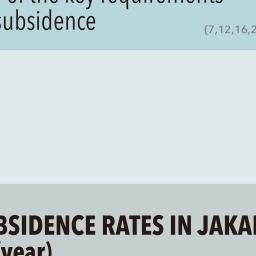 of the key requirements
subsidence
(7,12,16,2
BSIDENCE RATES IN JAKA
/year)